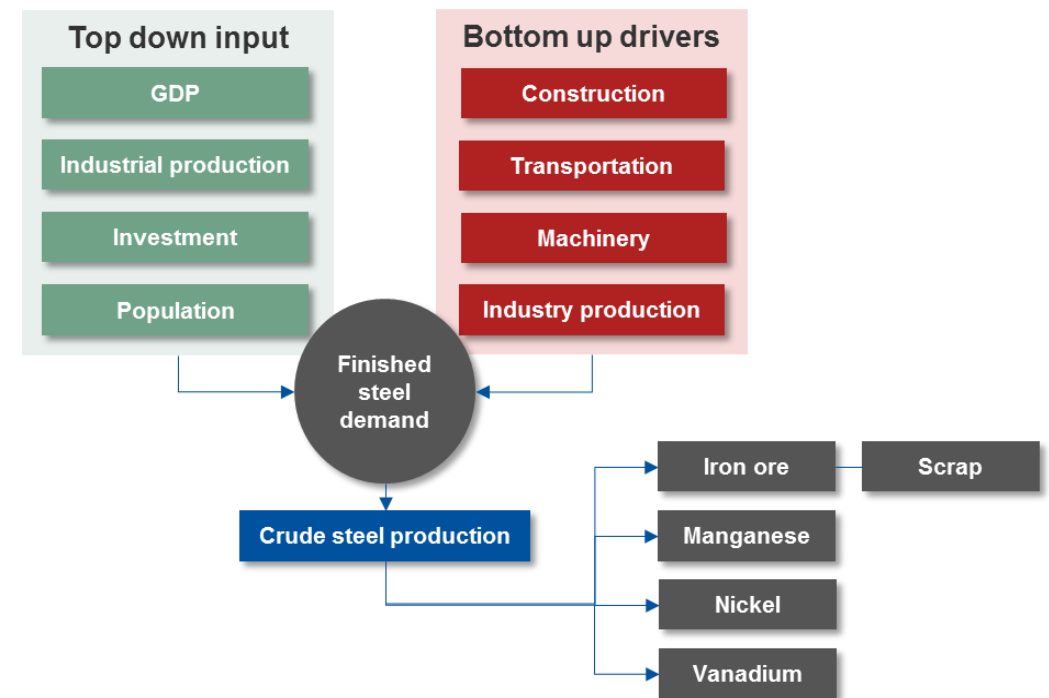 Top down input
GDP
Industrial production
Investment
Population
Bottom up drivers
Construction
Transportation
Machinery
Industry production
Finished
steel
demand
Crude steel production
Iron ore
Scrap
Manganese
Nickel
Vanadium